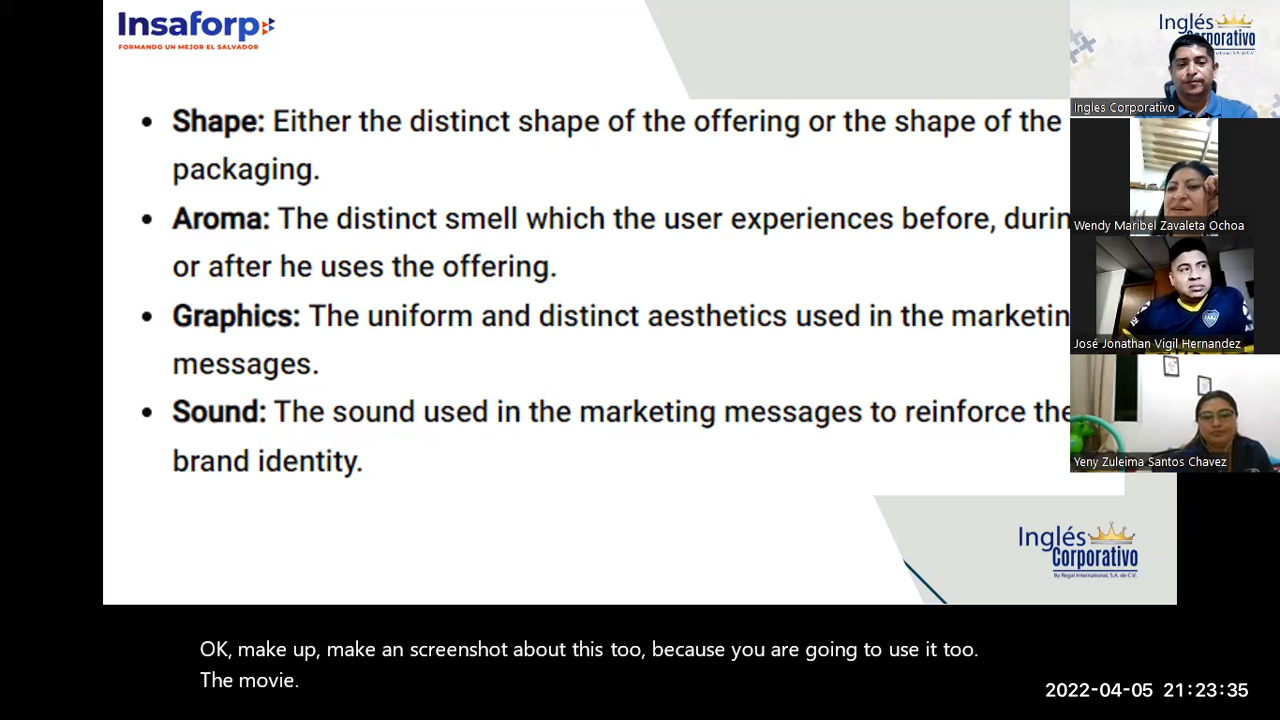 Insaforp
FORMANDO UN MEJOR EL SALVADOR
• Shape: Either the distinct shape of the offering or the shape of the
packaging.
• Aroma: The distinct smell which the user experiences before, durin
or after he uses the offering.
• Graphics: The uniform and distinct aesthetics used in the marketin
messages.
• Sound: The sound used in the marketing messages to reinforce the
brand identity.
Inglés
Corporativo
By Regal International, S.A. de C.V.
Inglés
Corporativo
Ingles Corporativo
Wendy Maribel Zavaleta Ochoa
José Jonathan Vigil Hernandez
Yeny Zuleima Santos Chavez
OK, make up, make an screenshot about this too, because you are going to use it too.
The movie.
2022-04-05 21:23:35